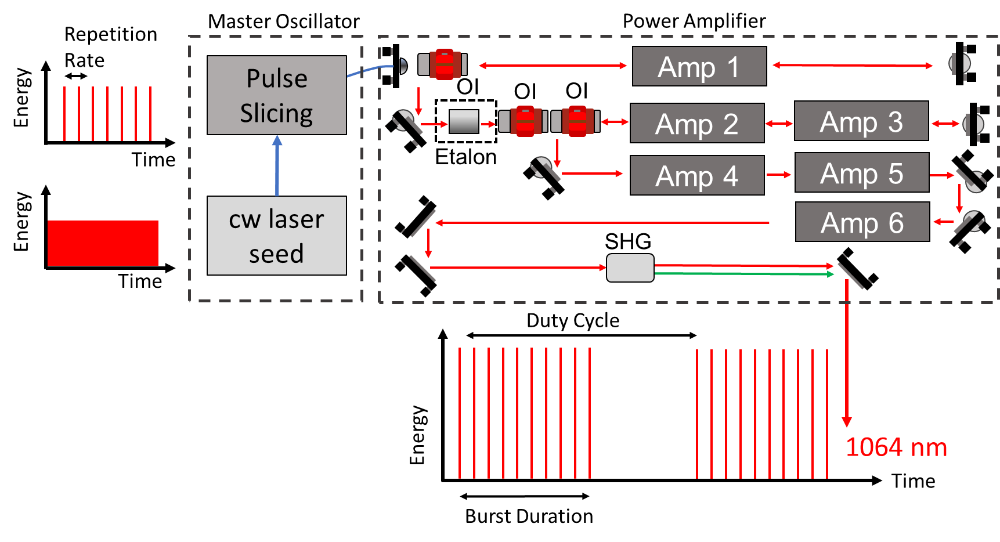 Master Oscillator
Power Amplifier
Repetition
Rate
Energy
Time
Pulse
Slicing
cw laser
seed
Energy
Time
Amp 1
OI
OI
OI
Amp 2
Amp 3
Etalon
Amp 4
Amp 5
Amp 6
SHG
Duty Cycle
Energy
1064 nm
Time
Burst Duration